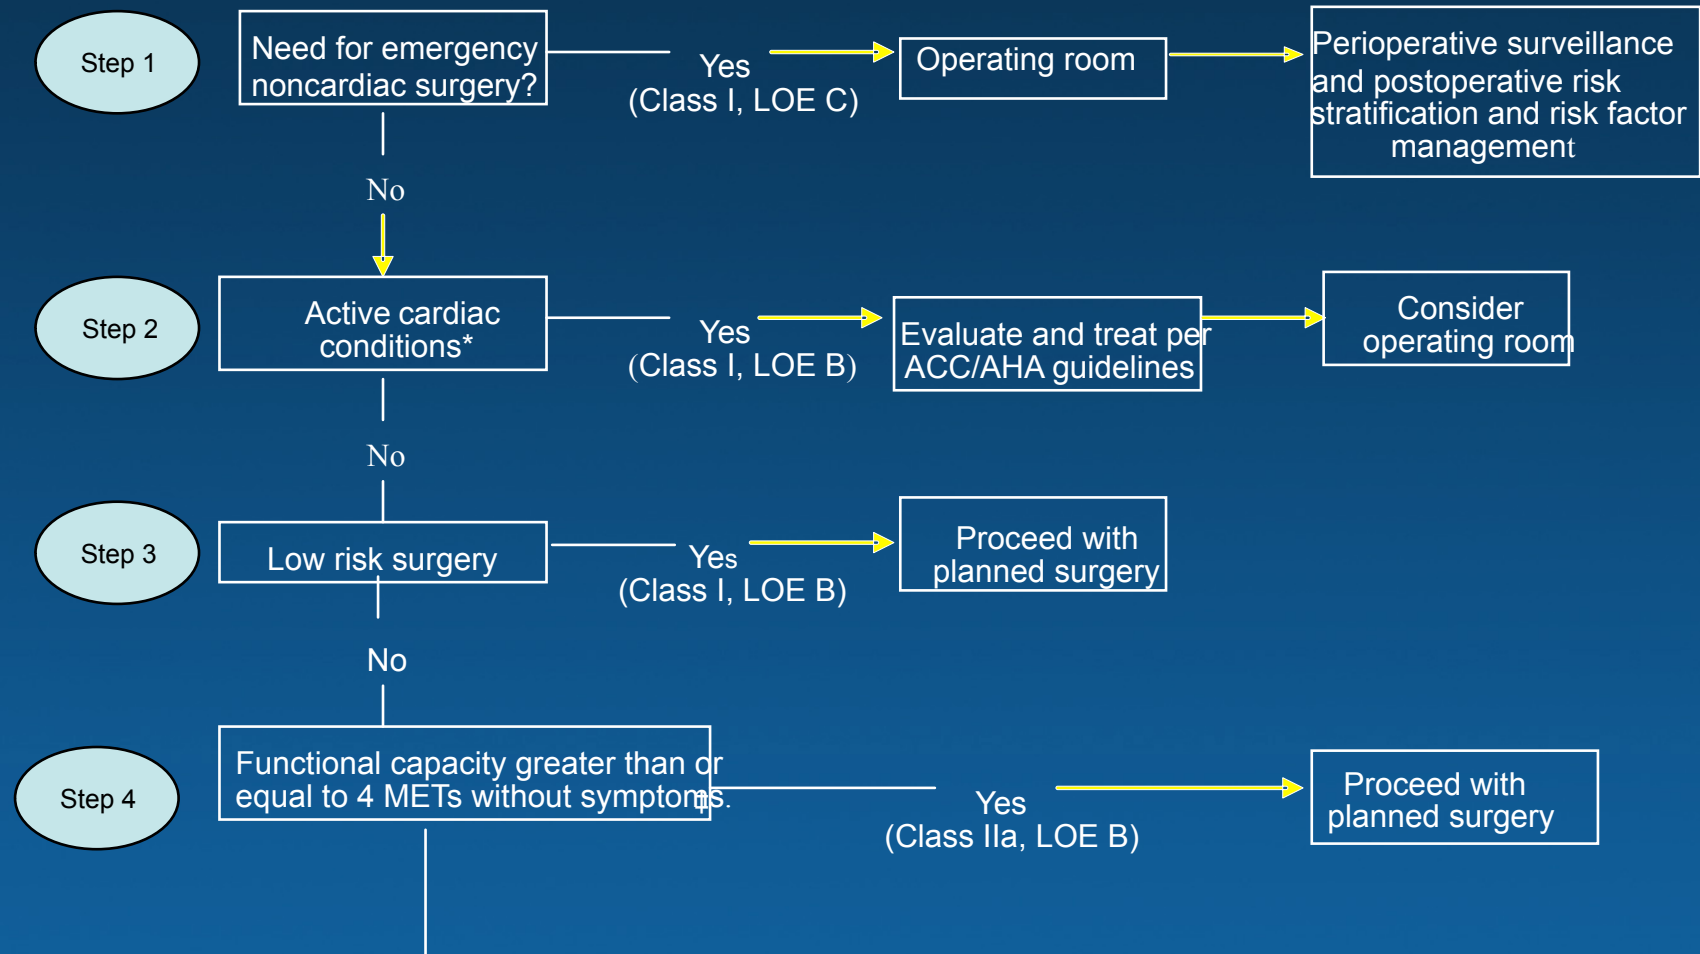 Step 1
Need for emergency
noncardiac surgery?
Yes
(Class I, LOE C)
Operating room
Perioperative surveillance
and postoperative risk
stratification and risk factor
management
No
Step 2
Active cardiac
conditions*
Yes
(Class I, LOE B)
Evaluate and treat per
ACC/AHA guidelines
Consider
operating room
No
Step 3
Low risk surgery
Yes
(Class I, LOE B)
Proceed with
planned surgery
No
Step 4
Functional capacity greater than or
equal to 4 METs without symptoms.
‡
Yes
(Class IIa, LOE B)
Proceed with
planned surgery